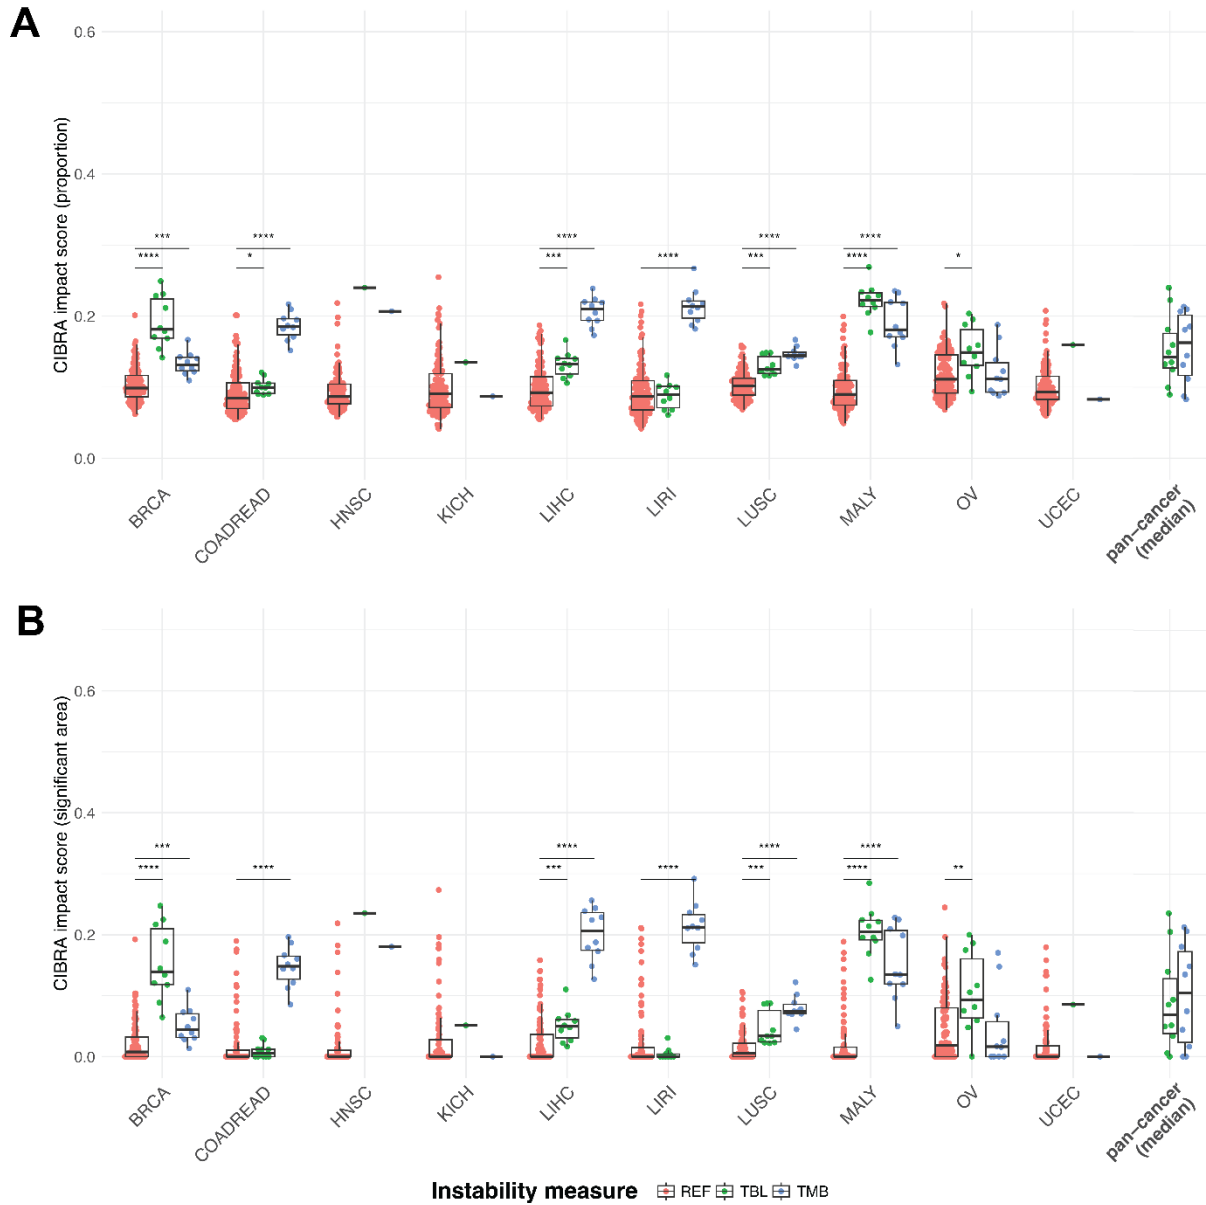 A
CIBRA impact score (proportion)
0.6
0.4
0.2
0.0
*** **** **** **** **** ****
**** * *** *** **** *
BRCA COADREAD HNSC KICH LIHC LIRI LUSC MALY OV UCEC pan-cancer
(median)
B
CIBRA impact score (significant area)
0.6
0.4
0.2
0.0
*** **** **** ****
**** **** *** **** *** **** **
BRCA COADREAD HNSC KICH LIHC LIRI LUSC MALY OV UCEC pan-cancer
(median)
Instability measure REF TBL TMB